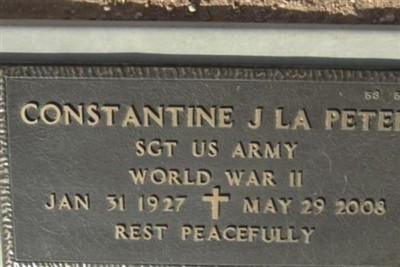 CONSTANTINE J LA PETE
SGT US ARMY
WORLD WAR II
JAN 31 1927 MAY 29 2008
REST PEACEFULLY